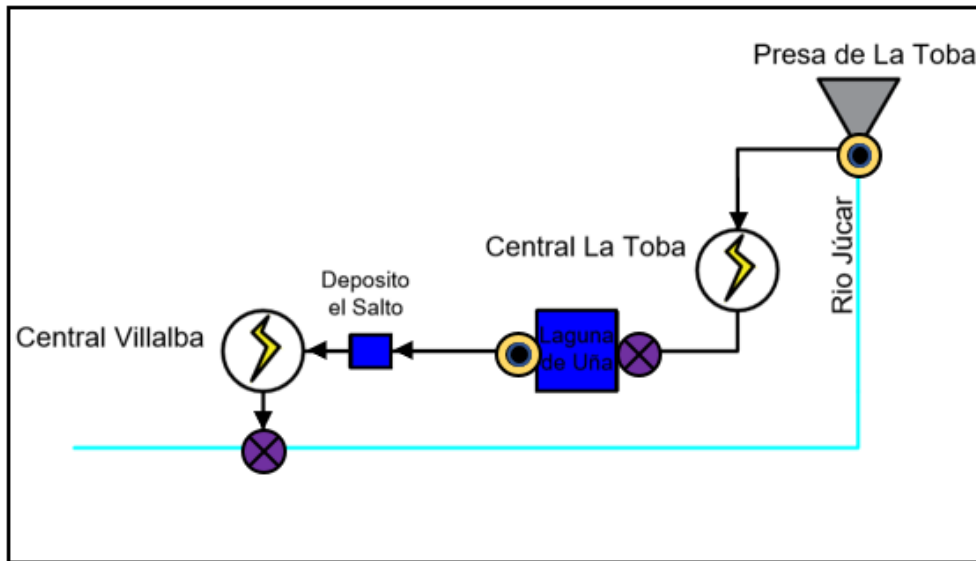 Presa de La Toba
Rio Júcar
Central La Toba
Deposito
el Salto
Laguna
de Uña
Central Villalba